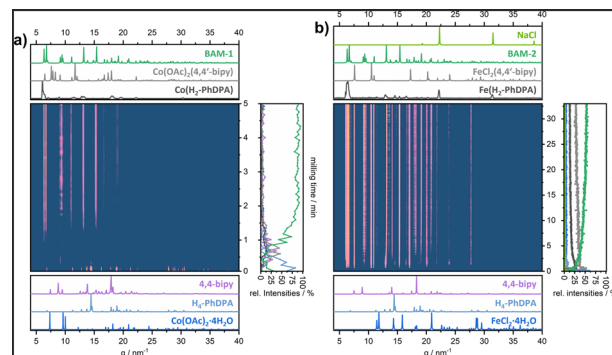 a)
b)
5 10 15 20 25 30 35 40
BAM-1
Co(OAc)2(4,4'-bipy)
Co(H2-PhDPA)
5
4
3
2
1
0
milling time / min
0 25 50 75 100
rel. Intensities / %
4,4-bipy
H4-PhDPA
Co(OAc)2·4H2O
5 10 15 20 25 30 35 40
q / nm-1
5 10 15 20 25 30 35 40
NaCl
BAM-2
FeCl2(4,4'-bipy)
Fe(H2-PhDPA)
30
25
20
15
10
5
0
milling time / min
0 25 50 75 100
rel. Intensities / %
4,4-bipy
H4-PhDPA
FeCl2·4H2O
5 10 15 20 25 30 35 40
q / nm-1